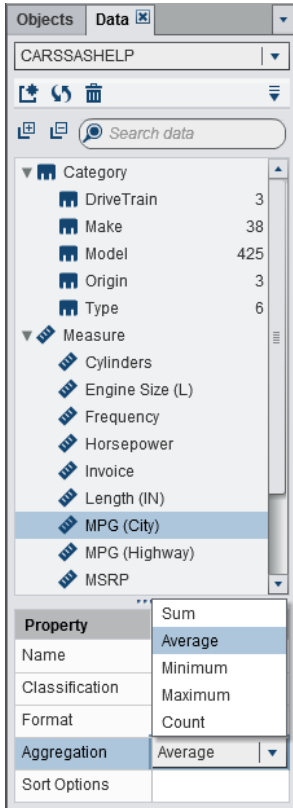 Objects Data
CARSSASHELP
Search data
Category
DriveTrain 3
Make 38
Model 425
Origin 3
Type 6
Measure
Cylinders
Engine Size (L)
Frequency
Horsepower
Invoice
Length (IN)
MPG (City)
MPG (Highway)
MSRP
Property
Name
Classification
Format
Sum
Average
Minimum
Maximum
Count
Aggregation Average
Sort Options